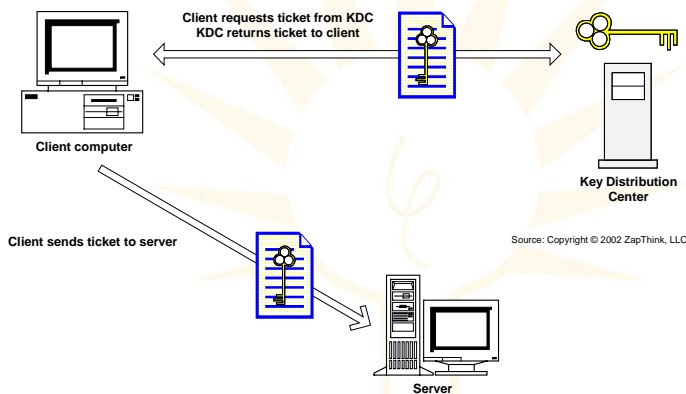 Client requests ticket from KDC
KDC returns ticket to client
Client computer
Key Distribution
Center
Client sends ticket to server
Source: Copyright © 2002 ZapThink, LLC
Server